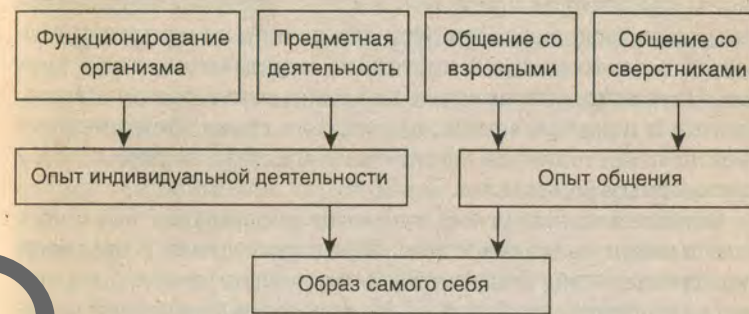 Функционирование
организма
Предметная
деятельность
Общение со
взрослыми
Общение со
сверстниками
Опыт индивидуальной деятельности
Опыт общения
Образ самого себя